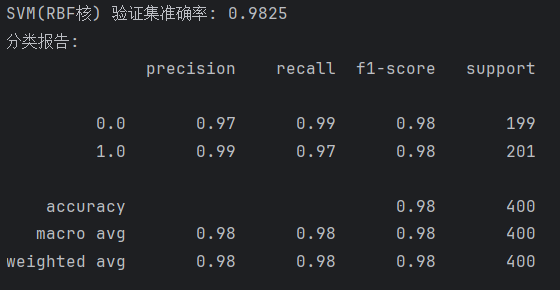 SVM(RBF核) 验证集准确率: 0.9825
分类报告:
precision recall f1-score support
0.0 0.97 0.99 0.98 199
1.0 0.99 0.97 0.98 201
accuracy 0.98 400
macro avg 0.98 0.98 0.98 400
weighted avg 0.98 0.98 0.98 400